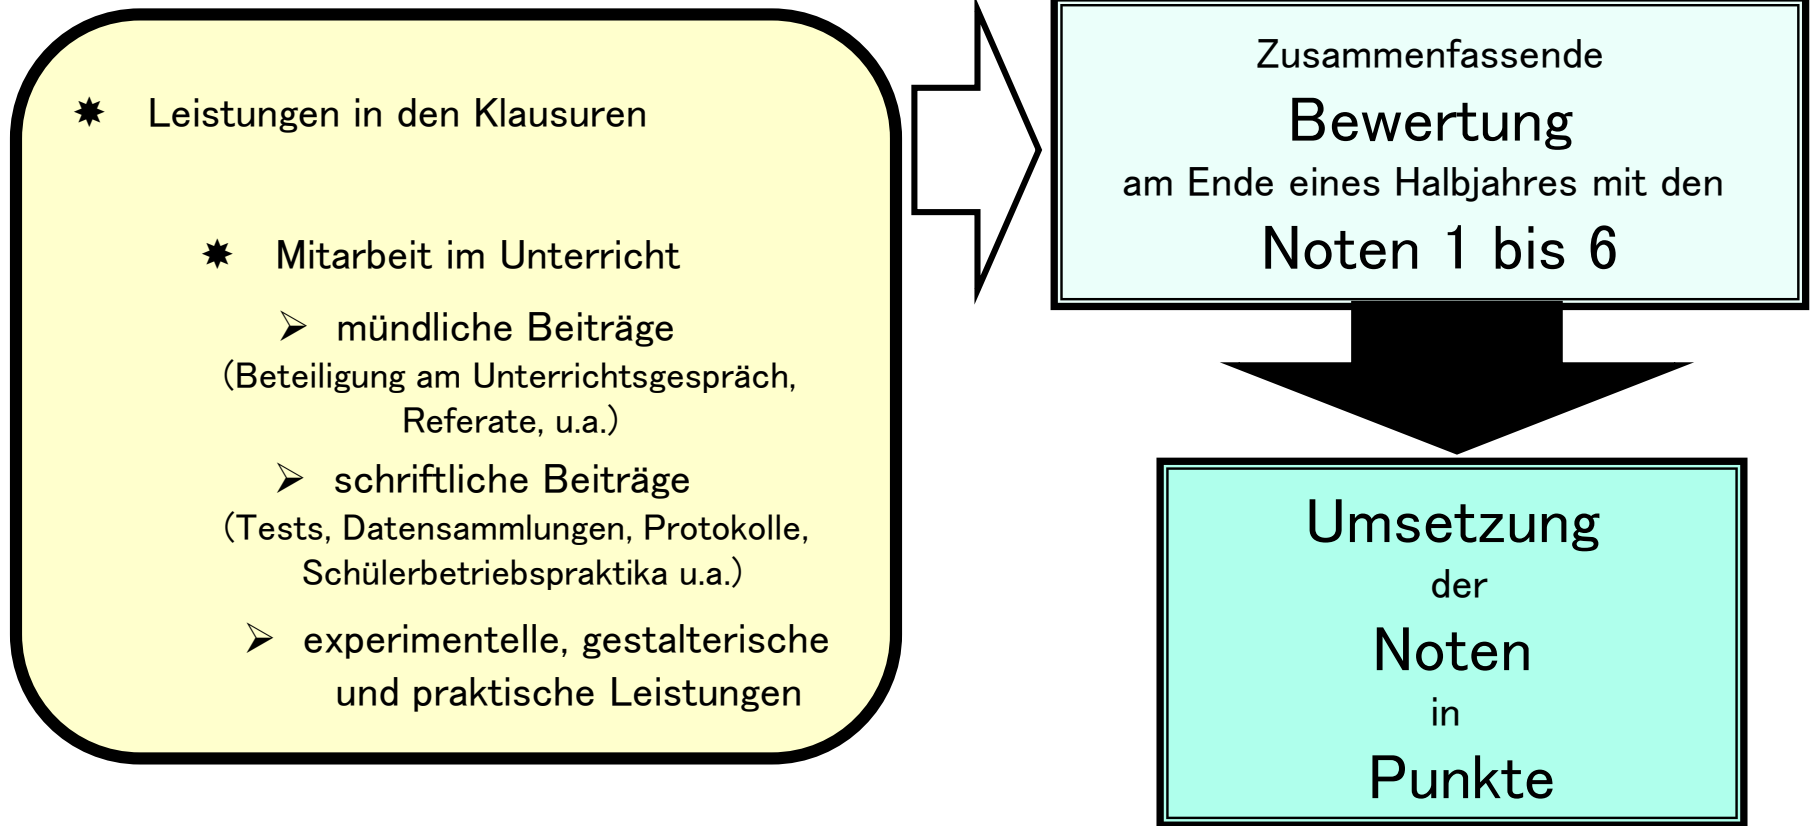 ✸ Leistungen in den Klausuren
✸ Mitarbeit im Unterricht
➢ mündliche Beiträge
(Beteiligung am Unterrichtsgespräch,
Referate, u.a.)
➢ schriftliche Beiträge
(Tests, Datensammlungen, Protokolle,
Schülerbetriebspraktika u.a.)
➢ experimentelle, gestalterische
und praktische Leistungen
Zusammenfassende
Bewertung
am Ende eines Halbjahres mit den
Noten 1 bis 6
Umsetzung
der
Noten
in
Punkte